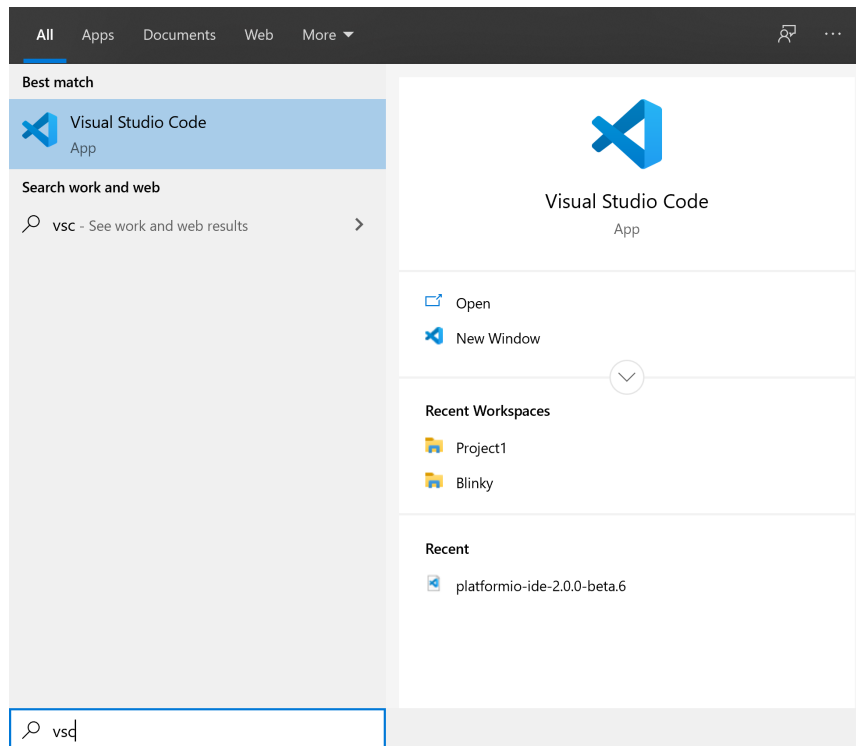 All Apps Documents Web More
Best match
Visual Studio Code
App
Search work and web
vsc - See work and web results
Visual Studio Code
App
Open
New Window
Recent Workspaces
Project1
Blinky
Recent
platformio-ide-2.0.0-beta.6
vsc